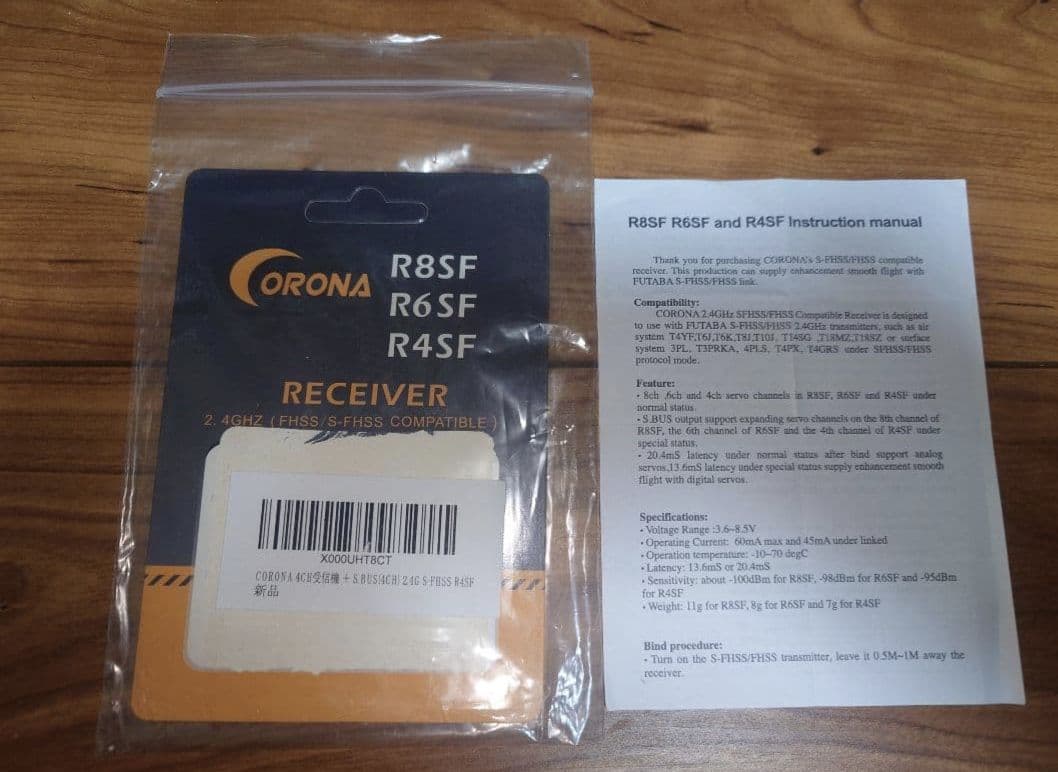 CORONA
R8SF
R6SF
R4SF
RECEIVER
2.4GHZ (FHSS/S-FHSS COMPATIBLE)
X000UHT8CT
CORONA 4CH受信機 + S.BUS(4CH) 2.4G S-FHSS R4SF
新品
R8SF R6SF and R4SF Instruction manual
Thank you for purchasing CORONA's S-FHSS/FHSS compatible
receiver. This production can supply enhancement smooth flight with
FUTABA S-FHSS/FHSS link.
Compatibility:
CORONA 2.4GHz SFHSS/FHSS Compatible Receiver is designed
to use with FUTABA S-FHSS/FHSS 2.4GHz transmitters, such as air
system T4YF,T6J,T6K,T8J,T10J, T14SG ,T18MZ,T18SZ or surface
system 3PL, T3PRKA, 4PLS, T4PX, T4GRS under SFHSS/FHSS
protocol mode.
Feature:
· 8ch ,6ch and 4ch servo channels in R8SF, R6SF and R4SF under
normal status.
· S.BUS output support expanding servo channels on the 8th channel of
R8SF, the 6th channel of R6SF and the 4th channel of R4SF under
special status.
· 20.4mS latency under normal status after bind support analog
servos,13.6mS latency under special status supply enhancement smooth
flight with digital servos.
Specifications:
· Voltage Range :3.6~8.5V
· Operating Current: 60mA max and 45mA under linked
· Operation temperature: -10~70 degC
· Latency: 13.6mS or 20.4mS
· Sensitivity: about -100dBm for R8SF, -98dBm for R6SF and -95dBm
for R4SF
· Weight: 11g for R8SF, 8g for R6SF and 7g for R4SF
Bind procedure:
· Turn on the S-FHSS/FHSS transmitter, leave it 0.5M~1M away the
receiver.